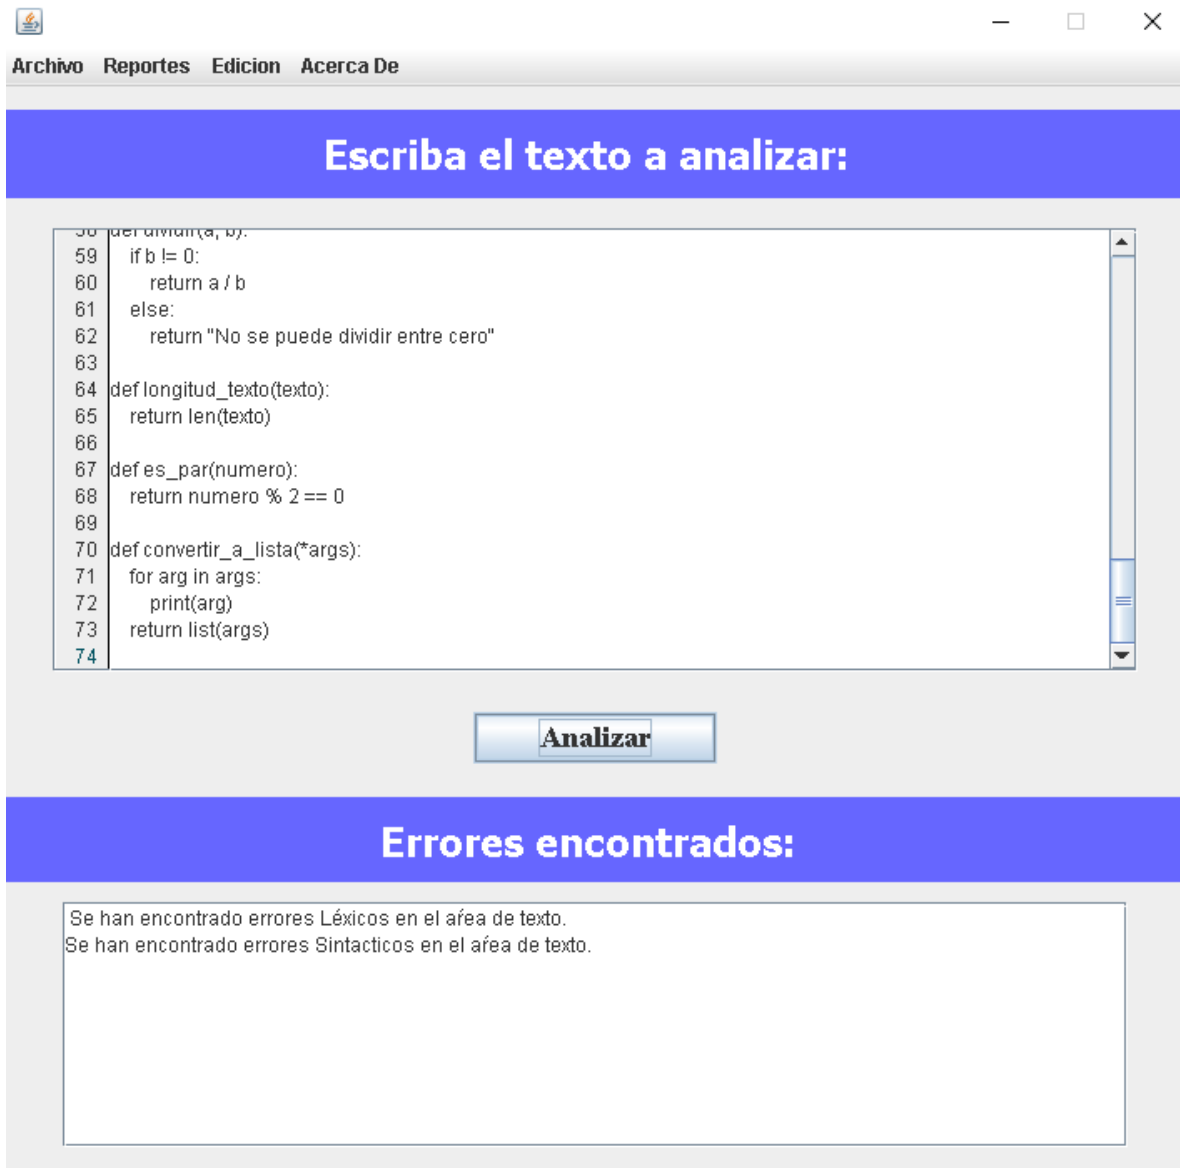 Archivo Reportes Edicion Acerca De
Escriba el texto a analizar:
58 def dividir(a, b):
59 if b != 0:
60 return a / b
61 else:
62 return "No se puede dividir entre cero"
63
64 def longitud_texto(texto):
65 return len(texto)
66
67 def es_par(numero):
68 return numero % 2 == 0
69
70 def convertir_a_lista(*args):
71 for arg in args:
72 print(arg)
73 return list(args)
74
Analizar
Errores encontrados:
Se han encontrado errores Léxicos en el aŕea de texto.
Se han encontrado errores Sintacticos en el aŕea de texto.